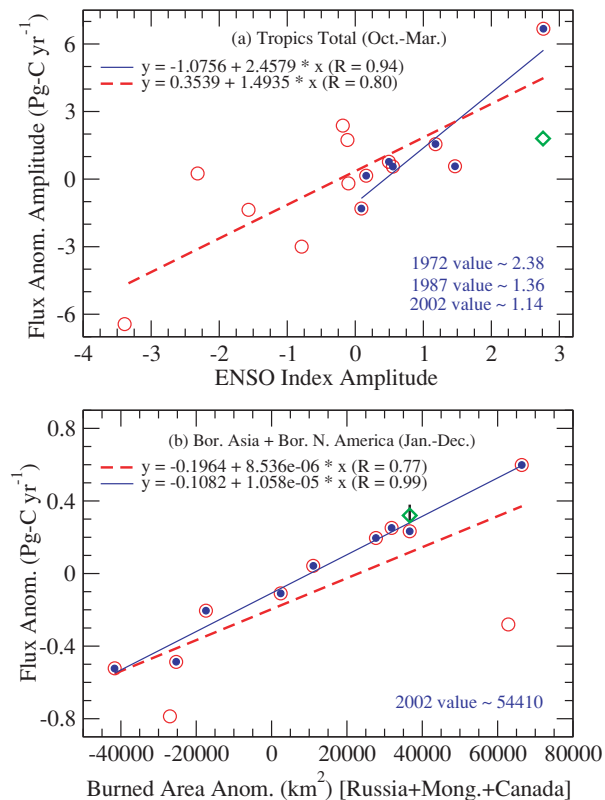 (a) Tropics Total (Oct.-Mar.)
y = -1.0756 + 2.4579 * x (R = 0.94)
y = 0.3539 + 1.4935 * x (R = 0.80)
Flux Anom. Amplitude (Pg-C yr⁻¹)
6
3
0
-3
-6
1972 value ~ 2.38
1987 value ~ 1.36
2002 value ~ 1.14
-4 -3 -2 -1 0 1 2 3
ENSO Index Amplitude
(b) Bor. Asia + Bor. N. America (Jan.-Dec.)
y = -0.1964 + 8.536e-06 * x (R = 0.77)
y = -0.1082 + 1.058e-05 * x (R = 0.99)
Flux Anom. (Pg-C yr⁻¹)
0.8
0.4
0
-0.4
-0.8
2002 value ~ 54410
-40000 -20000 0 20000 40000 60000 80000
Burned Area Anom. (km²) [Russia+Mong.+Canada]